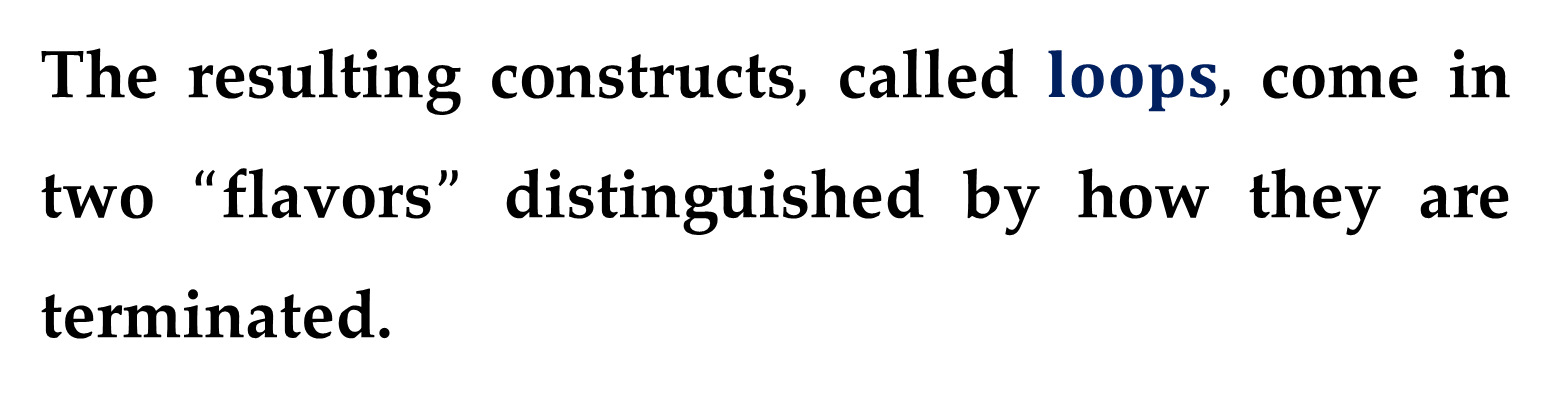 The resulting constructs, called loops, come in
two “flavors” distinguished by how they are
terminated.